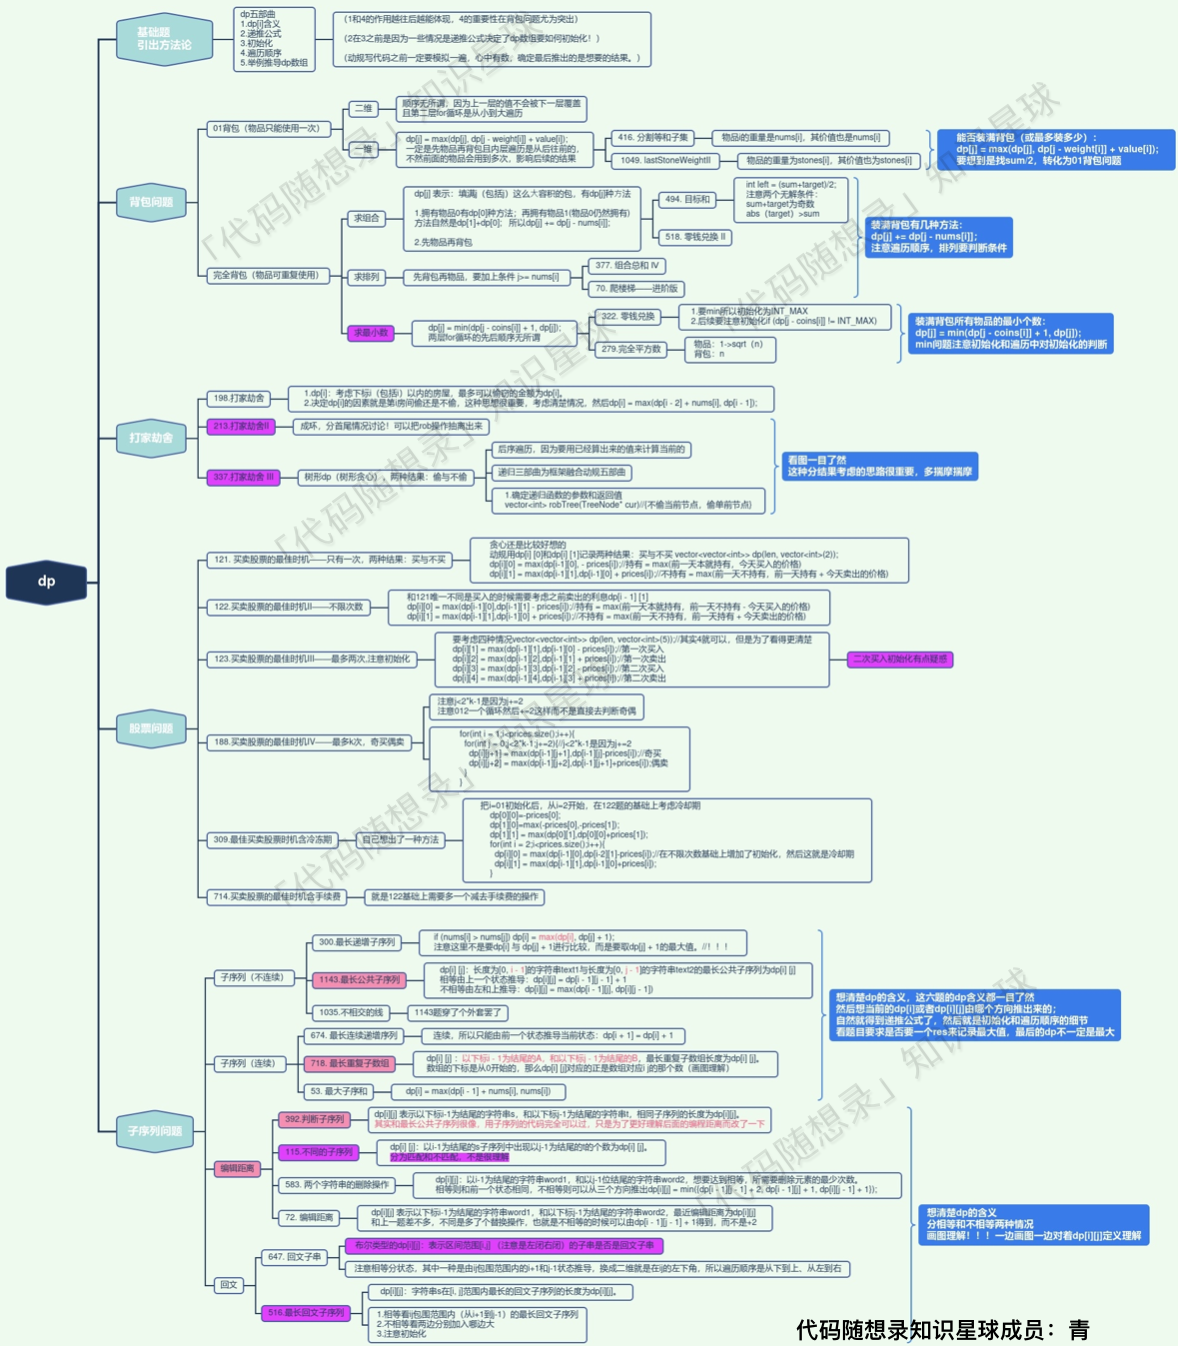 dp
基础题
引出方法论
dp五部曲
1.dp[i]含义
2.递推公式
3.初始化
4.遍历顺序
5.举例推导dp数组
（1和4的作用越往后越能体现，4的重要性在背包问题尤为突出）
（2在3之前是因为一些情况是递推公式决定了dp数组要如何初始化！）
（动规写代码之前一定要模拟一遍，心中有数，确定最后推出的是想要的结果。）
背包问题
01背包（物品只能使用一次）
二维
顺序无所谓，因为上一层的值不会被下一层覆盖
且第二层for循环是从小到大遍历
一维
dp[j] = max(dp[j], dp[j - weight[i]] + value[i]);
一定是先物品再背包且内层遍历是从后往前的，
不然前面的物品会用到多次，影响后续的结果
416. 分割等和子集
物品i的重量是nums[i]，其价值也是nums[i]
1049. lastStoneWeightII
物品的重量为stones[i]，其价值也为stones[i]
能否装满背包（或最多装多少）：
dp[j] = max(dp[j], dp[j - weight[i]] + value[i]);
要想到是找sum/2，转化为01背包问题
完全背包（物品可重复使用）
求组合
dp[j] 表示：填满j（包括j）这么大容积的包，有dp[j]种方法
1.拥有物品0有dp[0]种方法；再拥有物品1(物品0仍然拥有)
方法自然是dp[1]+dp[0]；所以dp[j] += dp[j - nums[i]];
2.先物品再背包
494. 目标和
int left = (sum+target)/2;
注意两个无解条件：
sum+target为奇数
abs（target）>sum
518. 零钱兑换 II
求排列
先背包再物品，要加上条件 j>= nums[i]
377. 组合总和 IV
70. 爬楼梯——进阶版
装满背包有几种方法：
dp[j] += dp[j - nums[i]];
注意遍历顺序，排列要判断条件
求最小数
dp[j] = min(dp[j - coins[i]] + 1, dp[j]);
两层for循环的先后顺序无所谓
322. 零钱兑换
1.要min所以初始化为INT_MAX
2.后续要注意初始化if (dp[j - coins[i]] != INT_MAX)
279.完全平方数
物品：1->sqrt（n）
背包：n
装满背包所有物品的最小个数：
dp[j] = min(dp[j - coins[i]] + 1, dp[j]);
min问题注意初始化和遍历中对初始化的判断
打家劫舍
198.打家劫舍
1.dp[i]：考虑下标i（包括i）以内的房屋，最多可以偷窃的金额为dp[i]。
2.决定dp[i]的因素就是第i房间偷还是不偷，这种思想很重要，考虑清楚情况，然后dp[i] = max(dp[i - 2] + nums[i], dp[i - 1]);
213.打家劫舍II
成环，分首尾情况讨论！可以把rob操作抽离出来
337.打家劫舍 III
树形dp（树形贪心），两种结果：偷与不偷
后序遍历，因为要用已经算出来的值来计算当前的
递归三部曲为框架融合动规五部曲
1.确定递归函数的参数和返回值
vector<int> robTree(TreeNode* cur)//{不偷当前节点，偷单前节点}
看图一目了然
这种分结果考虑的思路很重要，多揣摩揣摩
股票问题
121. 买卖股票的最佳时机——只有一次，两种结果：买与不买
贪心还是比较好想的
动规用dp[i] [0]和dp[i] [1]记录两种结果：买与不买 vector<vector<int>> dp(len, vector<int>(2));
dp[i][0] = max(dp[i-1][0], - prices[i]);//持有 = max(前一天本就持有，今天买入的价格)
dp[i][1] = max(dp[i-1][1],dp[i-1][0] + prices[i]);//不持有 = max(前一天不持有，前一天持有 + 今天卖出的价格)
122.买卖股票的最佳时机II——不限次数
和121唯一不同是买入的时候需要考虑之前卖出的利息dp[i - 1] [1]
dp[i][0] = max(dp[i-1][0],dp[i-1][1] - prices[i]);//持有 = max(前一天本就持有，前一天不持有 - 今天买入的价格)
dp[i][1] = max(dp[i-1][1],dp[i-1][0] + prices[i]);//不持有 = max(前一天不持有，前一天持有 + 今天卖出的价格)
123.买卖股票的最佳时机III——最多两次,注意初始化
要考虑四种情况vector<vector<int>> dp(len, vector<int>(5));//其实4就可以，但是为了看得更清楚
dp[i][1] = max(dp[i-1][1],dp[i-1][0] - prices[i]);//第一次买入
dp[i][2] = max(dp[i-1][2],dp[i-1][1] + prices[i]);//第一次卖出
dp[i][3] = max(dp[i-1][3],dp[i-1][2] - prices[i]);//第二次买入
dp[i][4] = max(dp[i-1][4],dp[i-1][3] + prices[i]);//第二次卖出
二次买入初始化有点疑惑
188.买卖股票的最佳时机IV——最多k次，奇买偶卖
注意j<2*k-1是因为j+=2
注意012一个循环然后+=2这样而不是直接去判断奇偶
for(int i = 1;i<prices.size();i++){
for(int j = 0;j<2*k-1;j+=2){//j<2*k-1是因为j+=2
dp[i][j+1] = max(dp[i-1][j+1],dp[i-1][j]-prices[i]);//奇买
dp[i][j+2] = max(dp[i-1][j+2],dp[i-1][j+1]+prices[i]);偶卖
}
}
309.最佳买卖股票时机含冷冻期
自己想出了一种方法
把i=01初始化后，从i=2开始，在122题的基础上考虑冷却期
dp[0][0]=-prices[0];
dp[1][0]=max(-prices[0],-prices[1]);
dp[1][1] = max(dp[0][1],dp[0][0]+prices[1]);
for(int i = 2;i<prices.size();i++){
dp[i][0] = max(dp[i-1][0],dp[i-2][1]-prices[i]);//在不限次数基础上增加了初始化，然后这就是冷却期
dp[i][1] = max(dp[i-1][1],dp[i-1][0]+prices[i]);
}
714.买卖股票的最佳时机含手续费
就是122基础上需要多一个减去手续费的操作
子序列问题
子序列（不连续）
300.最长递增子序列
if (nums[i] > nums[j]) dp[i] = max(dp[i], dp[j] + 1);
注意这里不是要dp[i] 与 dp[j] + 1进行比较，而是要取dp[j] + 1的最大值。//！！！
1143.最长公共子序列
dp[i] [j]：长度为[0, i - 1]的字符串text1与长度为[0, j - 1]的字符串text2的最长公共子序列为dp[i] [j]
相等由上一个状态推导：dp[i][j] = dp[i - 1][j - 1] + 1
不相等由左和上推导：dp[i][j] = max(dp[i - 1][j], dp[i][j - 1])
1035.不相交的线
1143题穿了个外套罢了
子序列（连续）
674. 最长连续递增序列
连续，所以只能由前一个状态推导当前状态：dp[i + 1] = dp[i] + 1
718. 最长重复子数组
dp[i] [j] ：以下标i - 1为结尾的A，和以下标j - 1为结尾的B，最长重复子数组长度为dp[i] [j]。
数组的下标是从0开始的，那么dp[i] [j]对应的正是数组对应i j的那个数（画图理解）
53. 最大子序和
dp[i] = max(dp[i - 1] + nums[i], nums[i])
想清楚dp的含义，这六题的dp含义都一目了然
然后想当前的dp[i]或者dp[i][j]由哪个方向推出来的；
自然就得到递推公式了，然后就是初始化和遍历顺序的细节
看题目要求是否要一个res来记录最大值，最后的dp不一定是最大
编辑距离
392.判断子序列
dp[i][j] 表示以下标i-1为结尾的字符串s，和以下标j-1为结尾的字符串t，相同子序列的长度为dp[i][j]。
其实和最长公共子序列很像，用子序列的代码完全可以过，只是为了更好理解后面的编程距离而改了一下
115.不同的子序列
dp[i] [j]：以i-1为结尾的s子序列中出现以j-1为结尾的t的个数为dp[i] [j]。
分为匹配和不匹配，不是很理解
583. 两个字符串的删除操作
dp[i][j]：以i-1为结尾的字符串word1，和以j-1位结尾的字符串word2，想要达到相等，所需要删除元素的最少次数。
相等则和前一个状态相同，不相等则可以从三个方向推出dp[i][j] = min({dp[i - 1][j - 1] + 2, dp[i - 1][j] + 1, dp[i][j - 1] + 1});
72. 编辑距离
dp[i][j] 表示以下标i-1为结尾的字符串word1，和以下标j-1为结尾的字符串word2，最近编辑距离为dp[i][j]
和上一题差不多，不同是多了个替换操作，也就是不相等的时候可以由dp[i - 1][j - 1] + 1得到，而不是+2
回文
647. 回文子串
布尔类型的dp[i][j]：表示区间范围[i,j] （注意是左闭右闭）的子串是否是回文子串
注意相等分状态，其中一种是由ij包围范围内的i+1和j-1状态推导，换成二维就是在ij的左下角，所以遍历顺序是从下到上、从左到右
516.最长回文子序列
dp[i][j]：字符串s在[i, j]范围内最长的回文子序列的长度为dp[i][j]。
1.相等看ij包围范围内（从i+1到j-1）的最长回文子序列
2.不相等看两边分别加入哪边大
3.注意初始化
想清楚dp的含义
分相等和不相等两种情况
画图理解！！！一边画图一边对着dp[i][j]定义理解
「代码随想录」知识星球
「代码随想录」知识星球
「代码随想录」知识星球
「代码随想录」知识星球
「代码随想录」知识星球
代码随想录知识星球成员：青